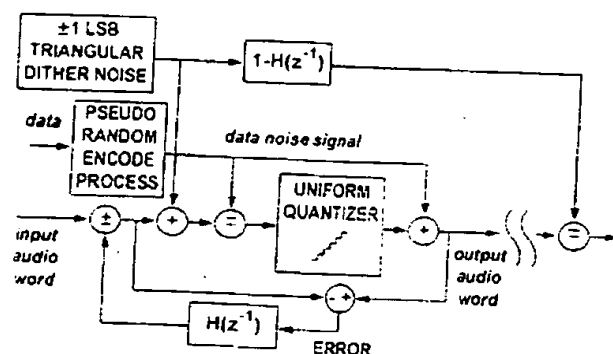 ±1 LSB
TRIANGULAR
DITHER NOISE
1-H(z⁻¹)
data
PSEUDO
RANDOM
ENCODE
PROCESS
data noise signal
UNIFORM
QUANTIZER
±
+
=
+
=
input
audio
word
output
audio
word
- +
H(z⁻¹)
ERROR